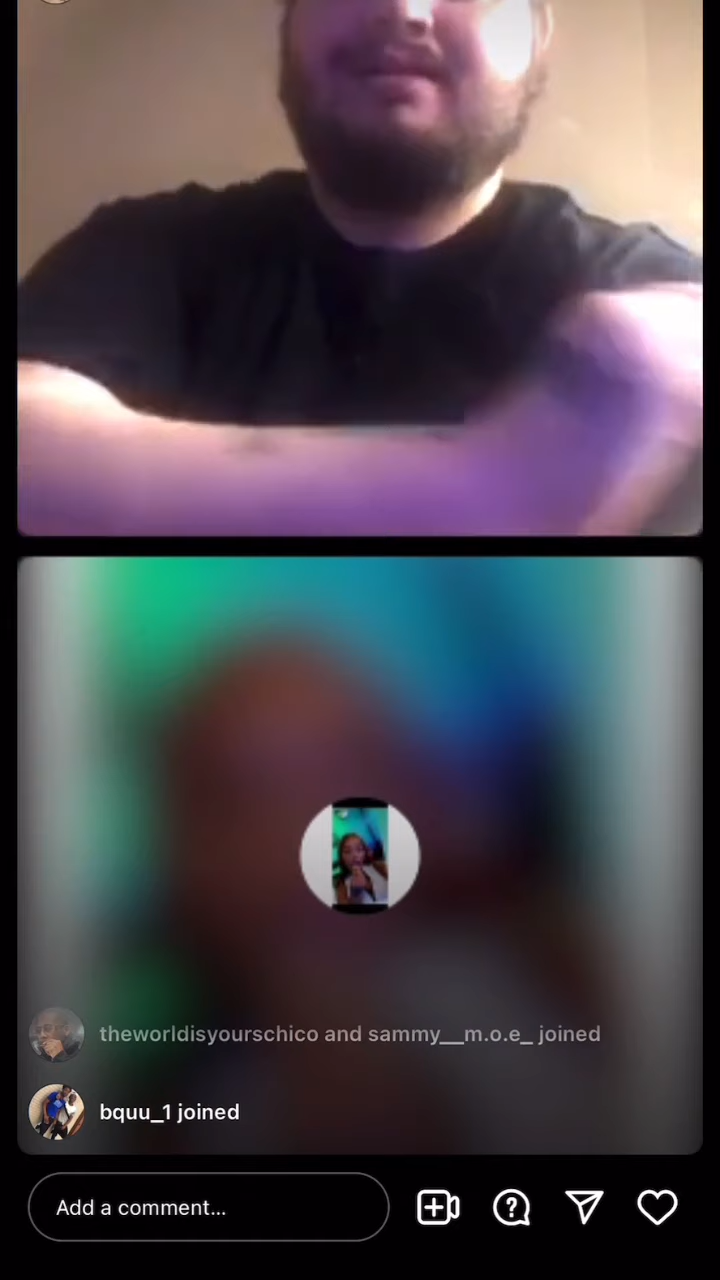 theworldisyourschico and sammy__m.o.e_ joined
bquu_1 joined
Add a comment...